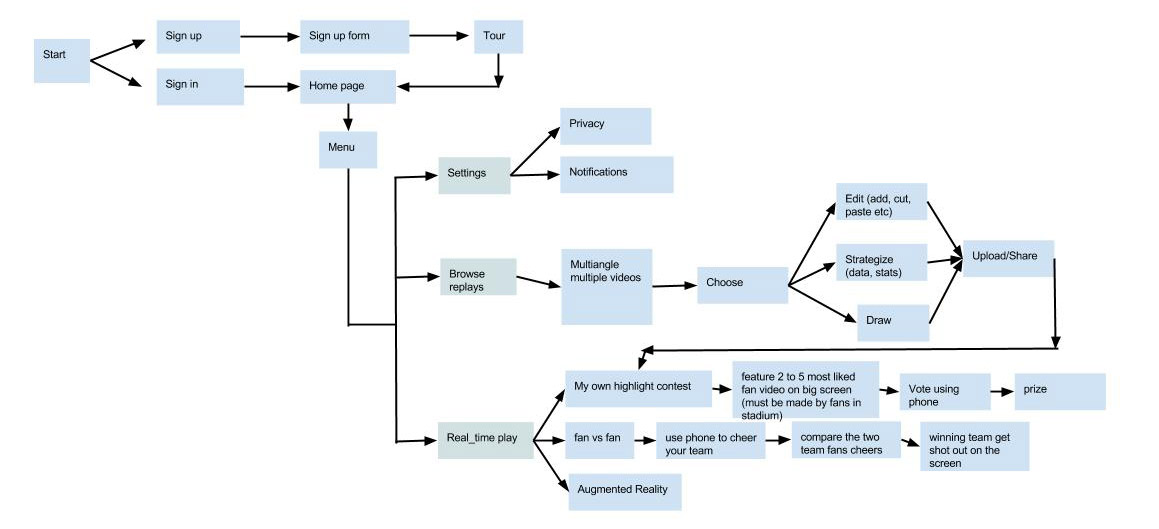 Start
Sign up
Sign up form
Tour
Sign in
Home page
Menu
Settings
Privacy
Notifications
Browse
replays
Multiangle
multiple videos
Choose
Edit (add, cut,
paste etc)
Strategize
(data, stats)
Draw
Upload/Share
Real_time play
My own highlight contest
feature 2 to 5 most liked
fan video on big screen
(must be made by fans in
stadium)
Vote using
phone
prize
fan vs fan
use phone to cheer
your team
compare the two
team fans cheers
winning team get
shot out on the
screen
Augmented Reality